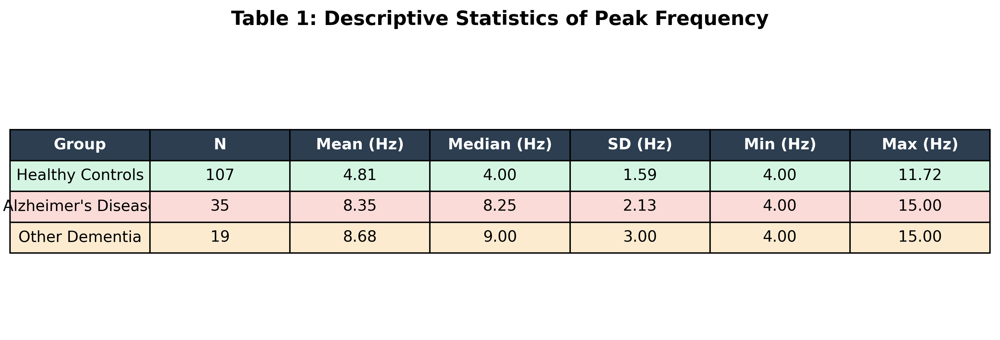 Table 1: Descriptive Statistics of Peak Frequency
Group N Mean (Hz) Median (Hz) SD (Hz) Min (Hz) Max (Hz)
Healthy Controls 107 4.81 4.00 1.59 4.00 11.72
Alzheimer's Disease 35 8.35 8.25 2.13 4.00 15.00
Other Dementia 19 8.68 9.00 3.00 4.00 15.00